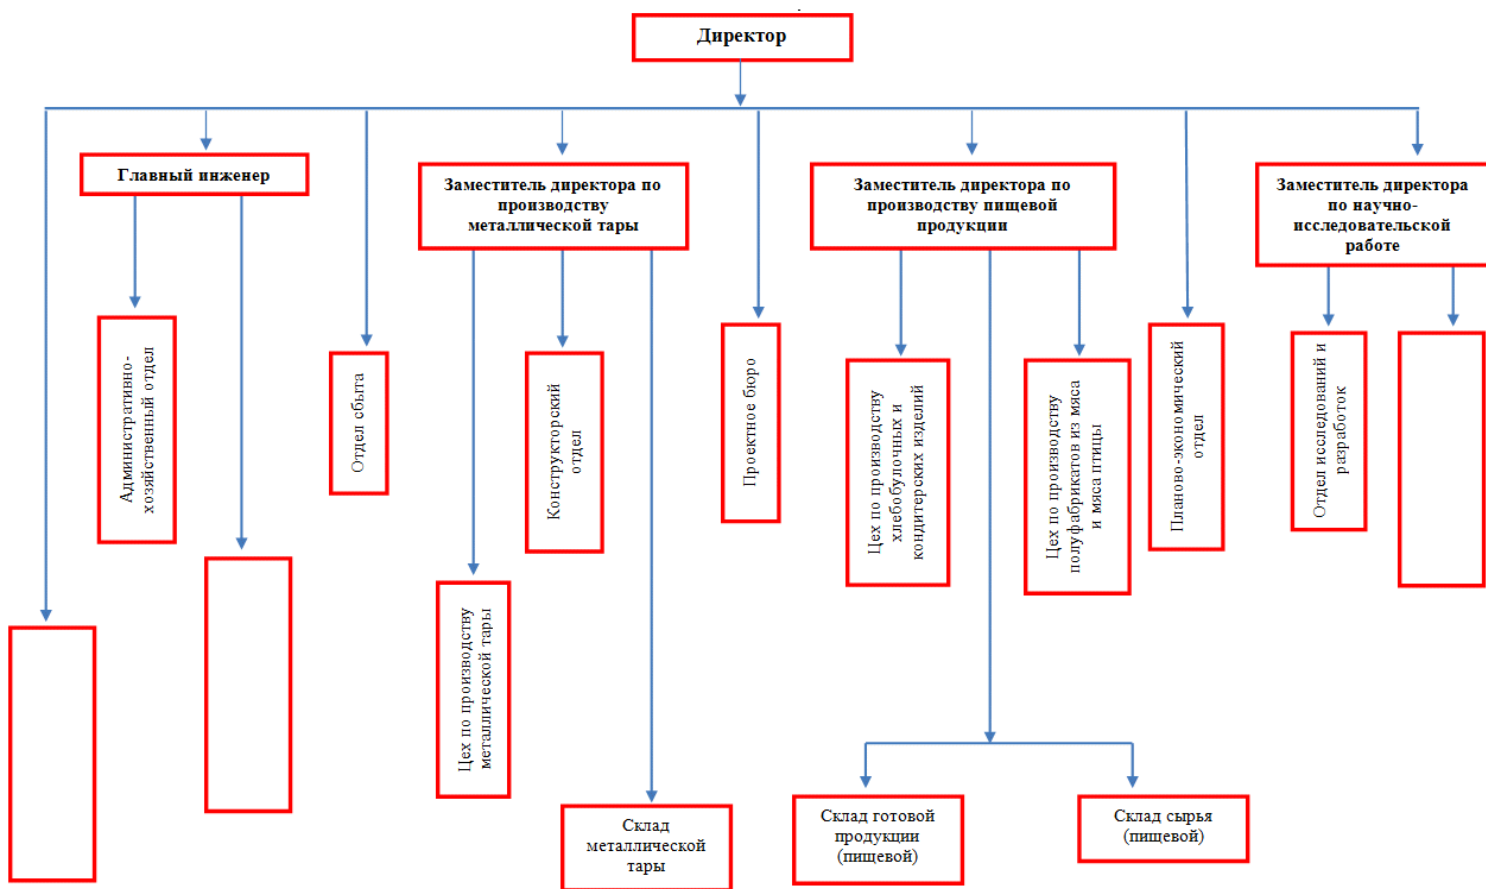 Директор
Главный инженер
Заместитель директора по
производству
металлической тары
Заместитель директора по
производству пищевой
продукции
Заместитель директора
по научно-
исследовательской
работе
Административно-
хозяйственный отдел
Отдел сбыта
Конструкторский
отдел
Проектное бюро
Цех по производству
хлебобулочных и
кондитерских изделий
Цех по производству
полуфабрикатов из мяса
и мяса птицы
Планово-экономический
отдел
Отдел исследований и
разработок
Цех по производству
металлической тары
Склад
металлической
тары
Склад готовой
продукции
(пищевой)
Склад сырья
(пищевой)